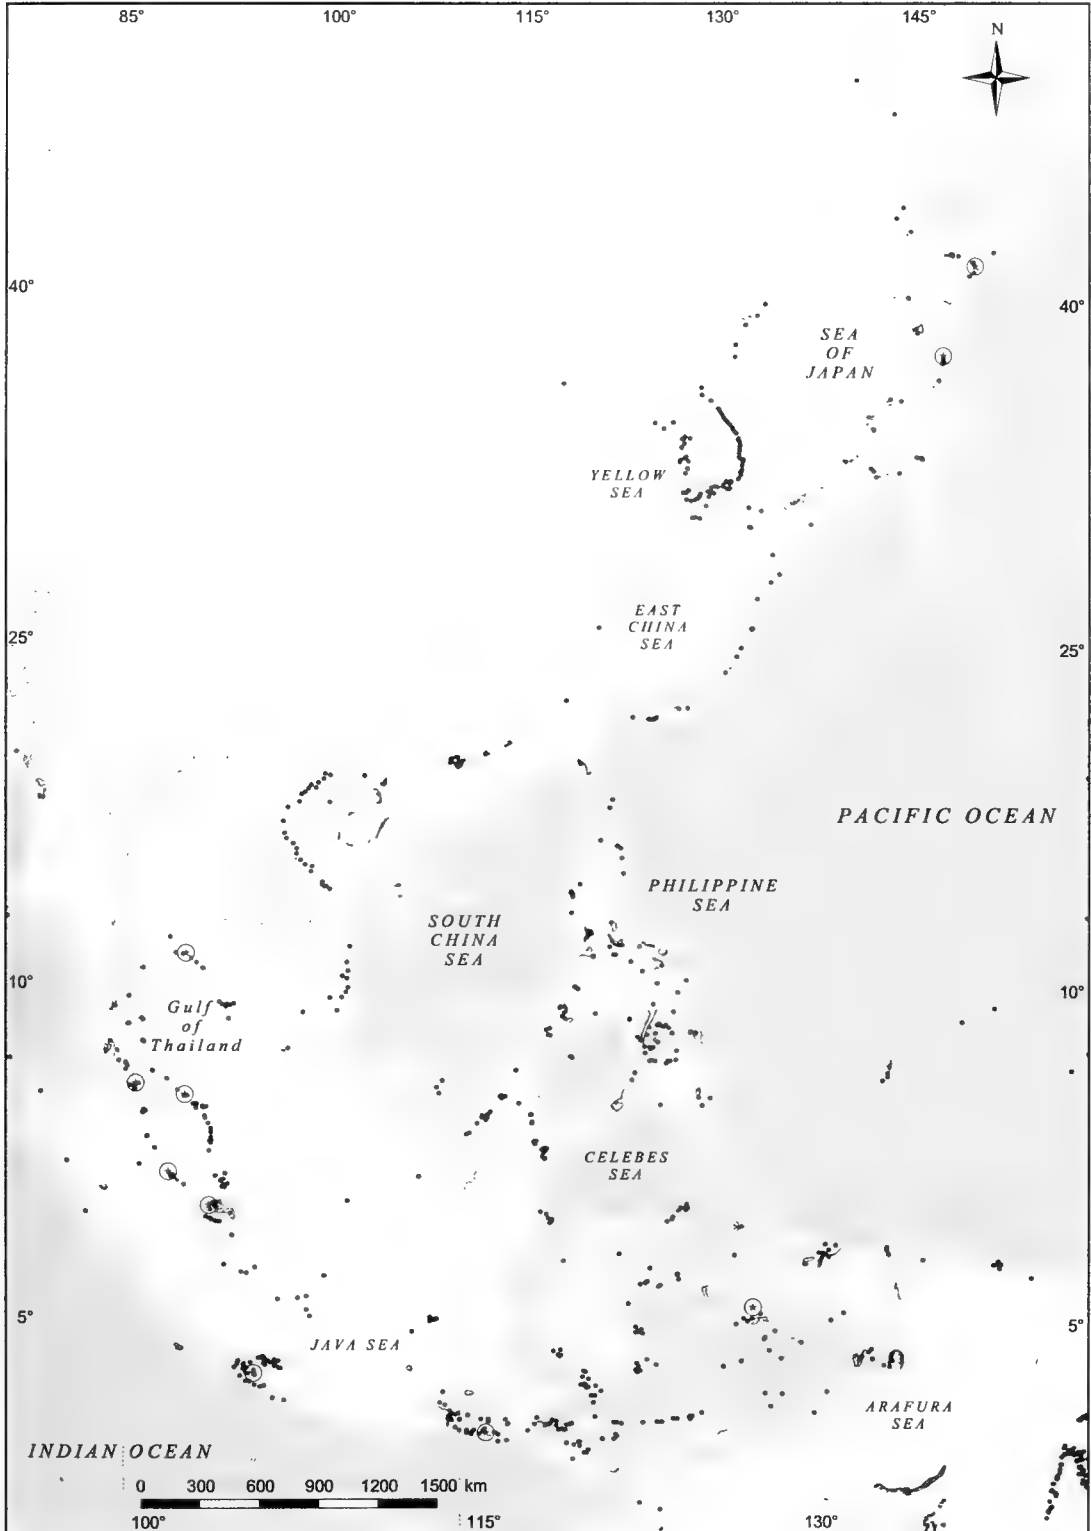 85° 100° 115° 130° 145°
N
40°
40°
SEA
OF
JAPAN
YELLOW
SEA
EAST
CHINA
SEA
25°
25°
PACIFIC OCEAN
PHILIPPINE
SEA
SOUTH
CHINA
SEA
10°
10°
Gulf
of
Thailand
CELEBES
SEA
5°
5°
JAVA SEA
ARAFURA
SEA
INDIAN OCEAN
0 300 600 900 1200 1500 km
100° 115° 130°